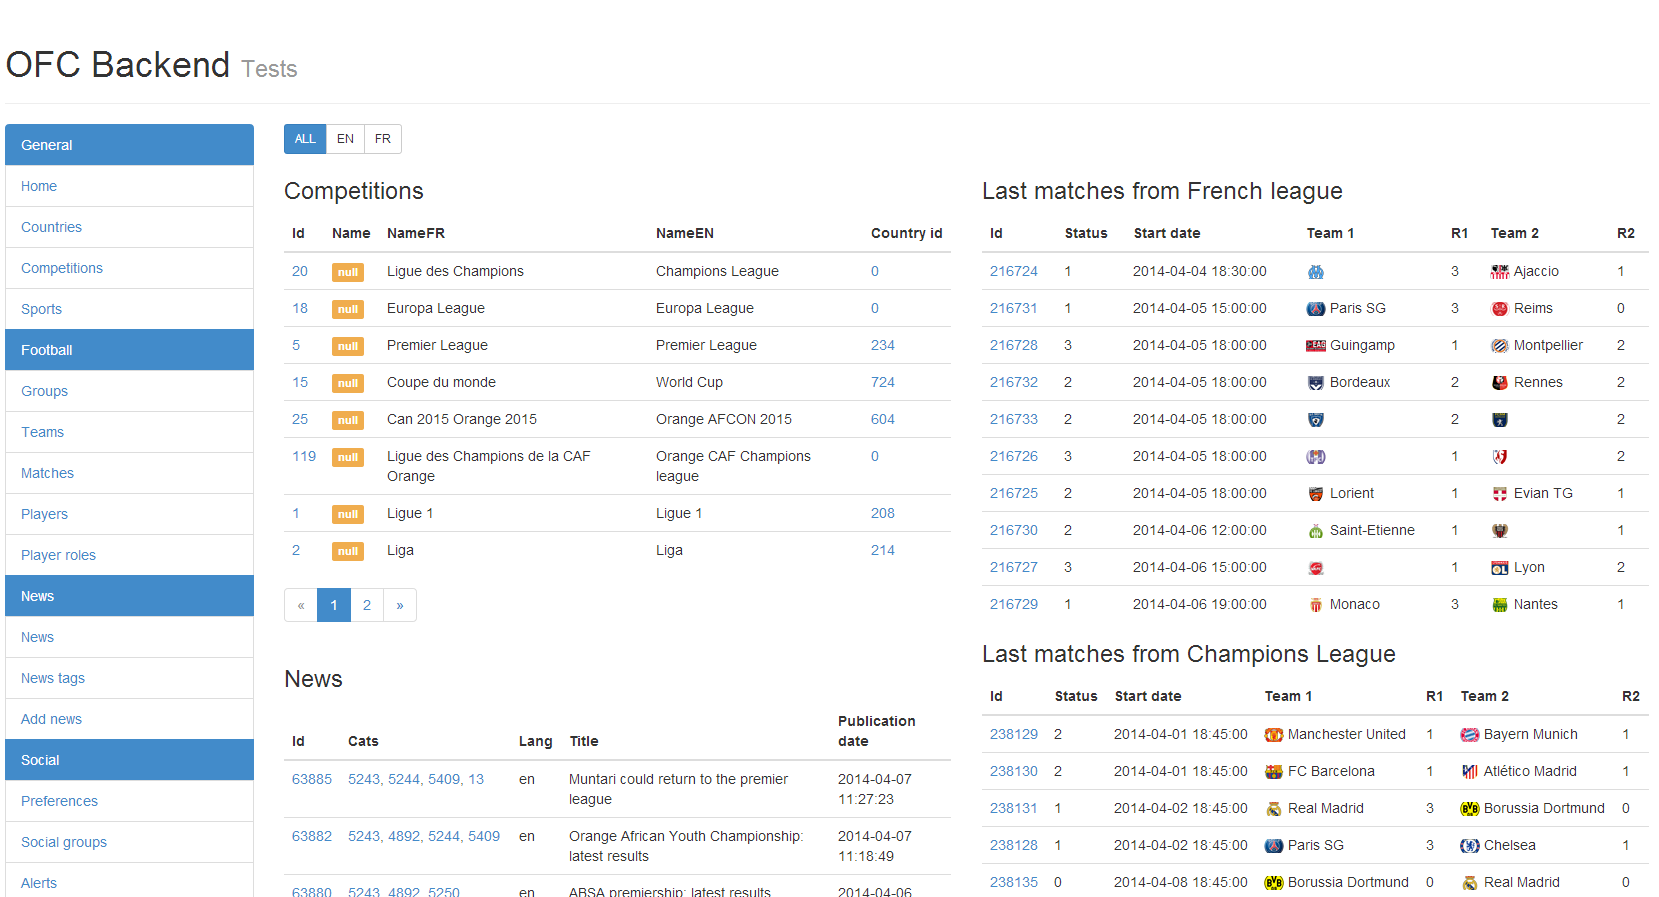 OFC Backend Tests
General
Home
Countries
Competitions
Sports
Football
Groups
Teams
Matches
Players
Player roles
News
News
News tags
Add news
Social
Preferences
Social groups
Alerts
ALL EN FR
Competitions
Id Name NameFR NameEN Country id
20 null Ligue des Champions Champions League 0
18 null Europa League Europa League 0
5 null Premier League Premier League 234
15 null Coupe du monde World Cup 724
25 null Can 2015 Orange 2015 Orange AFCON 2015 604
119 null Ligue des Champions de la CAF Orange CAF Champions 0
Orange league
1 null Ligue 1 Ligue 1 208
2 null Liga Liga 214
« 1 2 »
News
Publication
Id Cats Lang Title date
63885 5243, 5244, 5409, 13 en Muntari could return to the premier 2014-04-07
league 11:27:23
63882 5243, 4892, 5244, 5409 en Orange African Youth Championship: 2014-04-07
latest results 11:18:49
63880 5243, 4892, 5250 en ABSA premiership: latest results 2014-04-06
Last matches from French league
Id Status Start date Team 1 R1 Team 2 R2
216724 1 2014-04-04 18:30:00 3 Ajaccio 1
216731 1 2014-04-05 15:00:00 Paris SG 3 Reims 0
216728 3 2014-04-05 18:00:00 Guingamp 1 Montpellier 2
216732 2 2014-04-05 18:00:00 Bordeaux 2 Rennes 2
216733 2 2014-04-05 18:00:00 2 2
216726 3 2014-04-05 18:00:00 1 2
216725 2 2014-04-05 18:00:00 Lorient 1 Evian TG 1
216730 2 2014-04-06 12:00:00 Saint-Etienne 1 1
216727 3 2014-04-06 15:00:00 1 Lyon 2
216729 1 2014-04-06 19:00:00 Monaco 3 Nantes 1
Last matches from Champions League
Id Status Start date Team 1 R1 Team 2 R2
238129 2 2014-04-01 18:45:00 Manchester United 1 Bayern Munich 1
238130 2 2014-04-01 18:45:00 FC Barcelona 1 Atlético Madrid 1
238131 1 2014-04-02 18:45:00 Real Madrid 3 Borussia Dortmund 0
238128 1 2014-04-02 18:45:00 Paris SG 3 Chelsea 1
238135 0 2014-04-08 18:45:00 Borussia Dortmund 0 Real Madrid 0